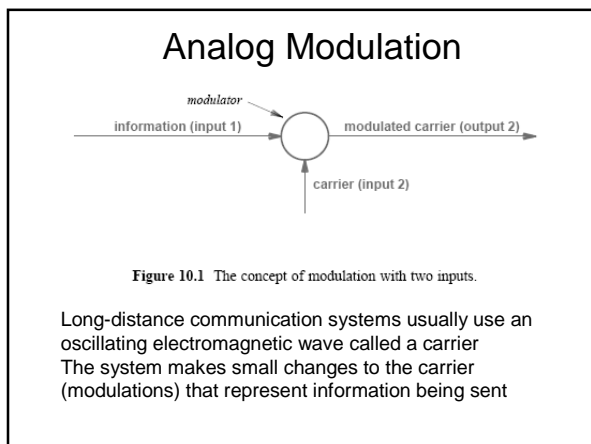 Analog Modulation
modulator
information (input 1)
modulated carrier (output 2)
carrier (input 2)
Figure 10.1 The concept of modulation with two inputs.
Long-distance communication systems usually use an
oscillating electromagnetic wave called a carrier
The system makes small changes to the carrier
(modulations) that represent information being sent